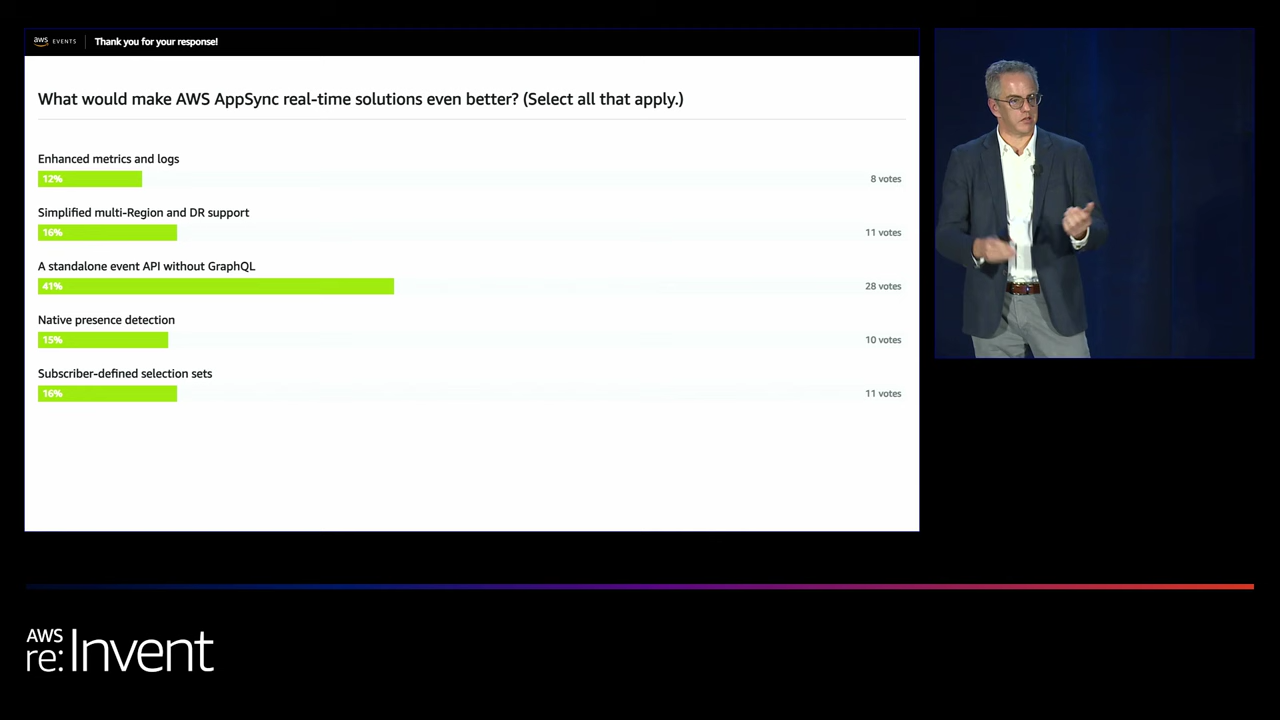 aws EVENTS Thank you for your response!
What would make AWS AppSync real-time solutions even better? (Select all that apply.)
Enhanced metrics and logs
12% 8 votes
Simplified multi-Region and DR support
16% 11 votes
A standalone event API without GraphQL
41% 28 votes
Native presence detection
15% 10 votes
Subscriber-defined selection sets
16% 11 votes
AWS
re:Invent